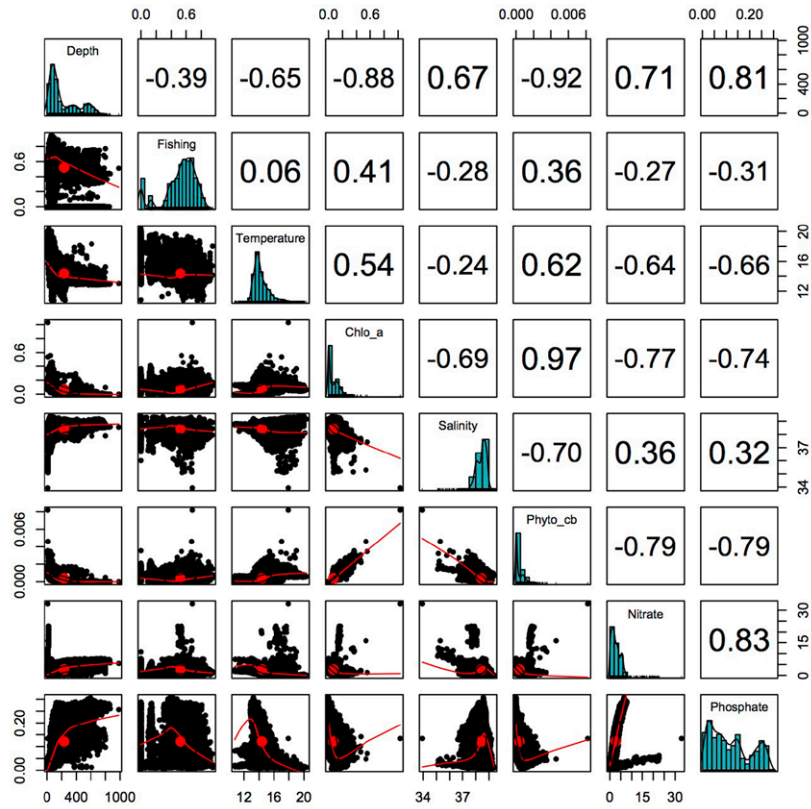 0.0 0.6 0.0 0.6 0.000 0.006 0.00 0.20
Depth -0.39 -0.65 -0.88 0.67 -0.92 0.71 0.81 0 400 1000
0.0 0.6 Fishing 0.06 0.41 -0.28 0.36 -0.27 -0.31
Temperature 0.54 -0.24 0.62 -0.64 -0.66 12 16 20
0.0 0.6 Chlo_a -0.69 0.97 -0.77 -0.74
Salinity -0.70 0.36 0.32 34 37
0.000 0.006 Phyto_cb -0.79 -0.79
Nitrate 0.83 0 15 30
0.00 0.20 Phosphate
0 400 1000 12 16 20 34 37 0 10 30